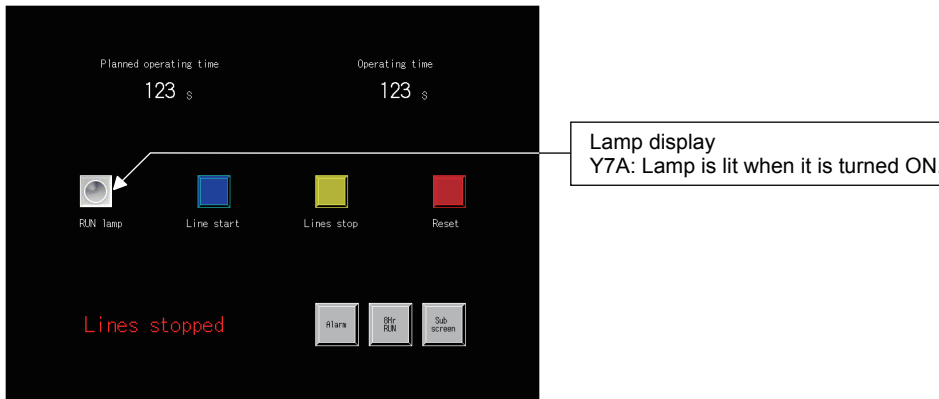 Planned operating time
Operating time
123 s
123 s
Lamp display
Y7A: Lamp is lit when it is turned ON.
RUN lamp
Line start
Lines stop
Reset
Lines stopped
Alarm
8Hr
RUN
Sub
screen